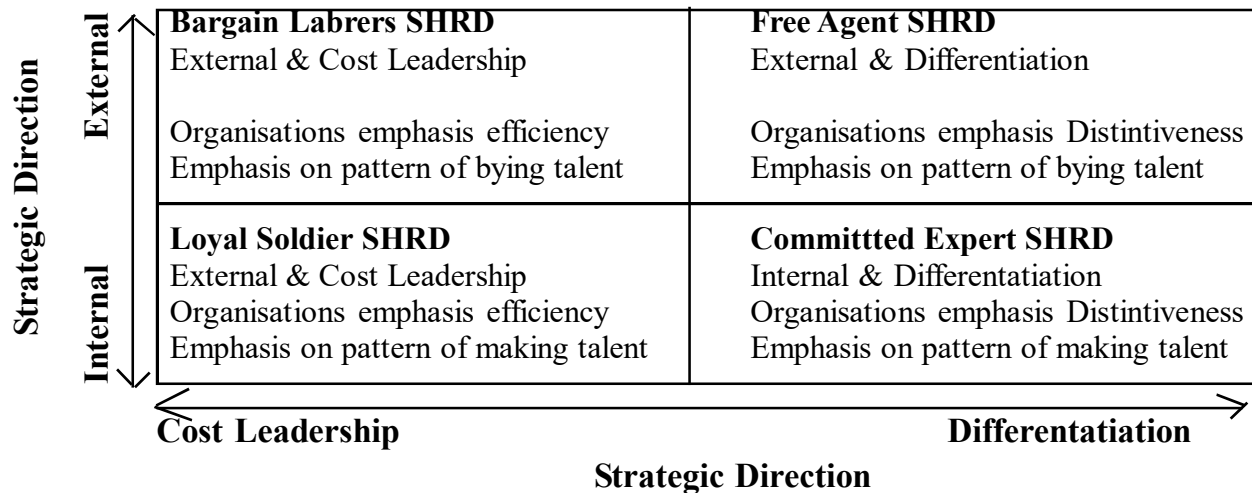 Strategic Direction
External
Internal
Bargain Labrers SHRD
External & Cost Leadership
Organisations emphasis efficiency
Emphasis on pattern of bying talent
Free Agent SHRD
External & Differentiation
Organisations emphasis Distintiveness
Emphasis on pattern of bying talent
Loyal Soldier SHRD
External & Cost Leadership
Organisations emphasis efficiency
Emphasis on pattern of making talent
Committted Expert SHRD
Internal & Differentatiation
Organisations emphasis Distintiveness
Emphasis on pattern of making talent
Cost Leadership
Differentatiation
Strategic Direction